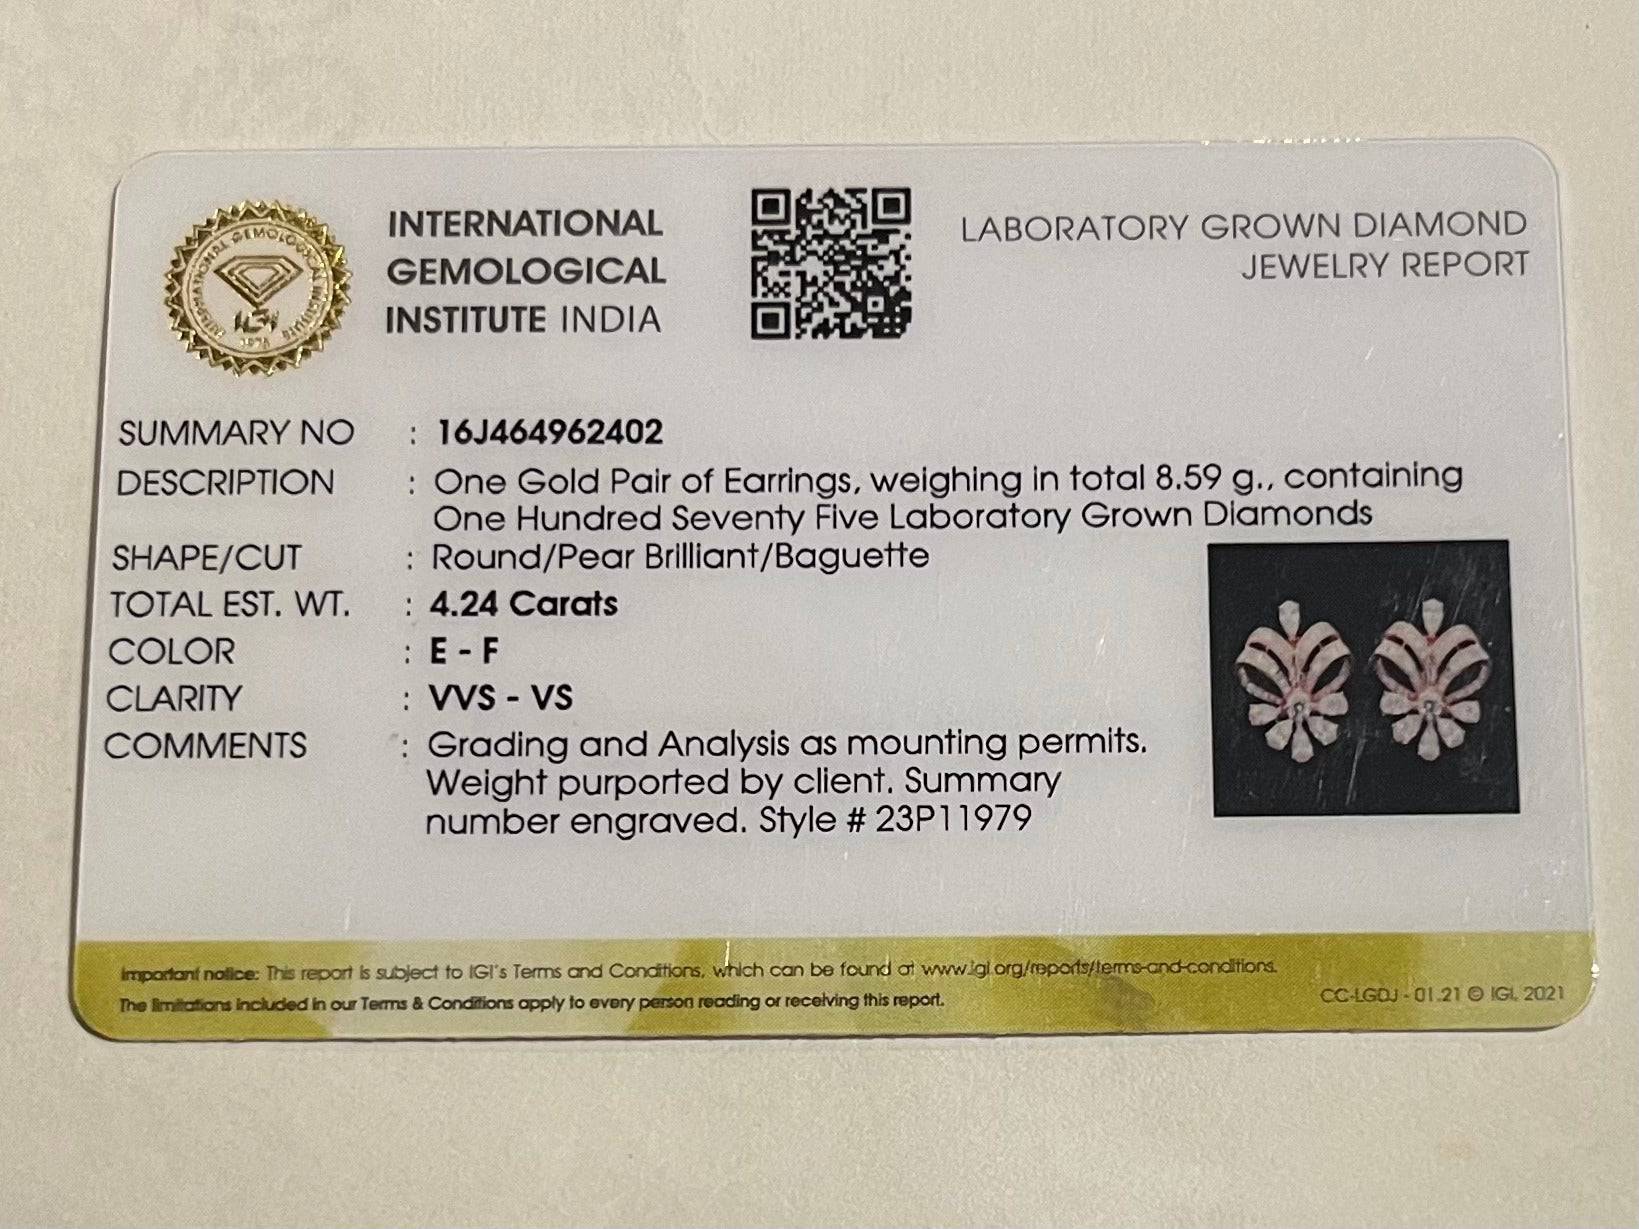 INTERNATIONAL GEMOLOGICAL INSTITUTE
IGI
1975
INTERNATIONAL
GEMOLOGICAL
INSTITUTE INDIA
LABORATORY GROWN DIAMOND
JEWELRY REPORT
SUMMARY NO : 16J464962402
DESCRIPTION : One Gold Pair of Earrings, weighing in total 8.59 g., containing
One Hundred Seventy Five Laboratory Grown Diamonds
SHAPE/CUT : Round/Pear Brilliant/Baguette
TOTAL EST. WT. : 4.24 Carats
COLOR : E - F
CLARITY : VVS - VS
COMMENTS : Grading and Analysis as mounting permits.
Weight purported by client. Summary
number engraved. Style # 23P11979
Important notice: This report is subject to IGI's Terms and Conditions, which can be found at www.igi.org/reports/terms-and-conditions.
The limitations included in our Terms & Conditions apply to every person reading or receiving this report.
CC-LGDJ - 01.21 © IGI, 2021